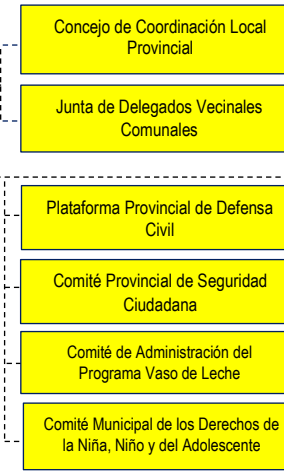 Concejo de Coordinación Local
Provincial
Junta de Delegados Vecinales
Comunales
Plataforma Provincial de Defensa
Civil
Comité Provincial de Seguridad
Ciudadana
Comité de Administración del
Programa Vaso de Leche
Comité Municipal de los Derechos de
la Niña, Niño y del Adolescente